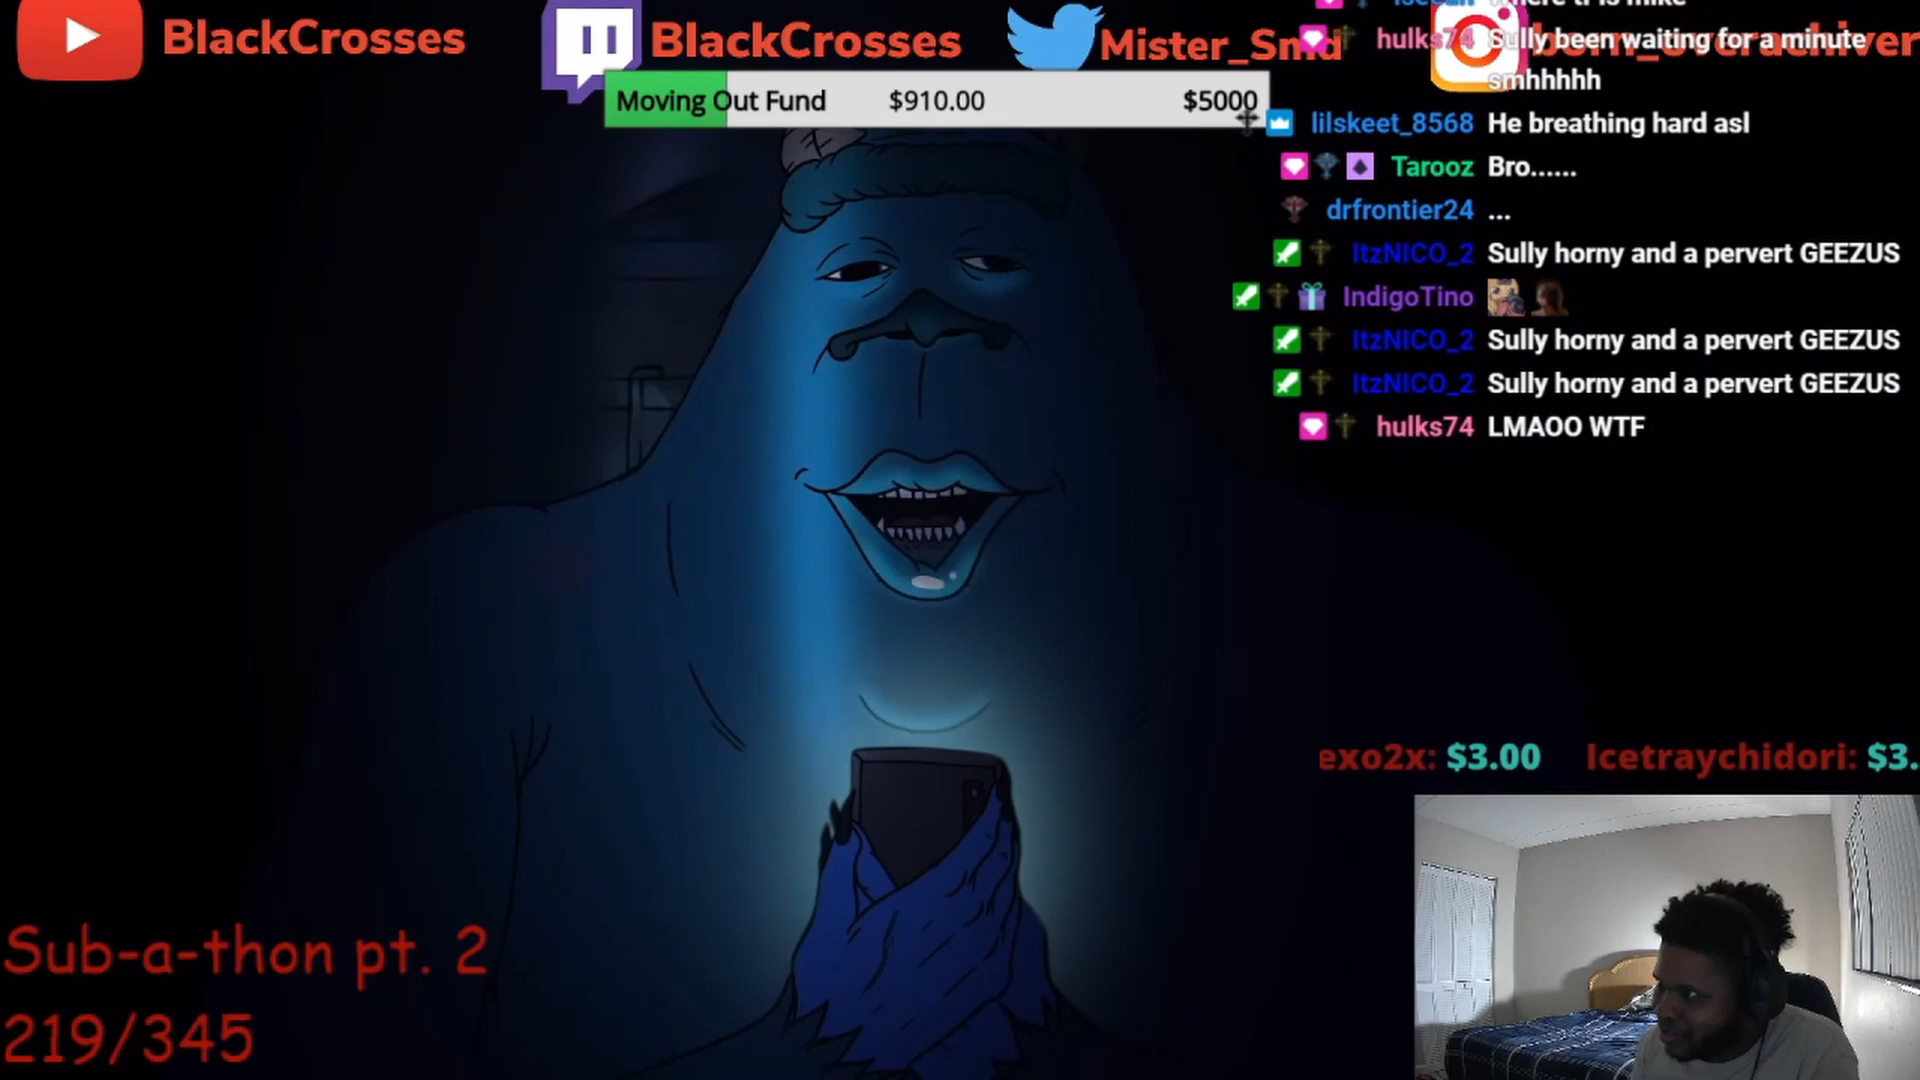 BlackCrosses
BlackCrosses
Mister_Smd
Moving Out Fund $910.00 $5000
hulks74 Sully been waiting for a minute
smhhhhh
lilskeet_8568 He breathing hard asl
Tarooz Bro......
drfrontier24 ...
ItzNICO_2 Sully horny and a pervert GEEZUS
IndigoTino
ItzNICO_2 Sully horny and a pervert GEEZUS
ItzNICO_2 Sully horny and a pervert GEEZUS
hulks74 LMAOO WTF
exo2x: $3.00 Icetraychidori: $3.
Sub-a-thon pt. 2
219/345